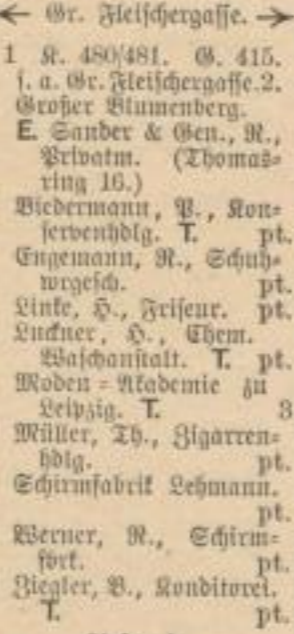 ← Gr. Fleischergasse. →
1 K. 480/481. G. 415.
s. a. Gr. Fleischergasse 2.
Großer Blumenberg.
E. Sander & Gen., R.,
Privatm. (Thomas-
ring 16.)
Biedermann, P., Kon-
servenhdlg. T. pt.
Engemann, R., Schuh-
wrgesch. pt.
Linke, H., Friseur. pt.
Luckner, H., Chem.
Waschanstalt. T. pt.
Moden-Akademie zu
Leipzig. T. 3
Müller, Th., Zigarren-
hdlg. pt.
Schirmfabrik Lehmann.
pt.
Werner, R., Schirm-
fbrk. pt.
Ziegler, B., Konditorei.
T. pt.